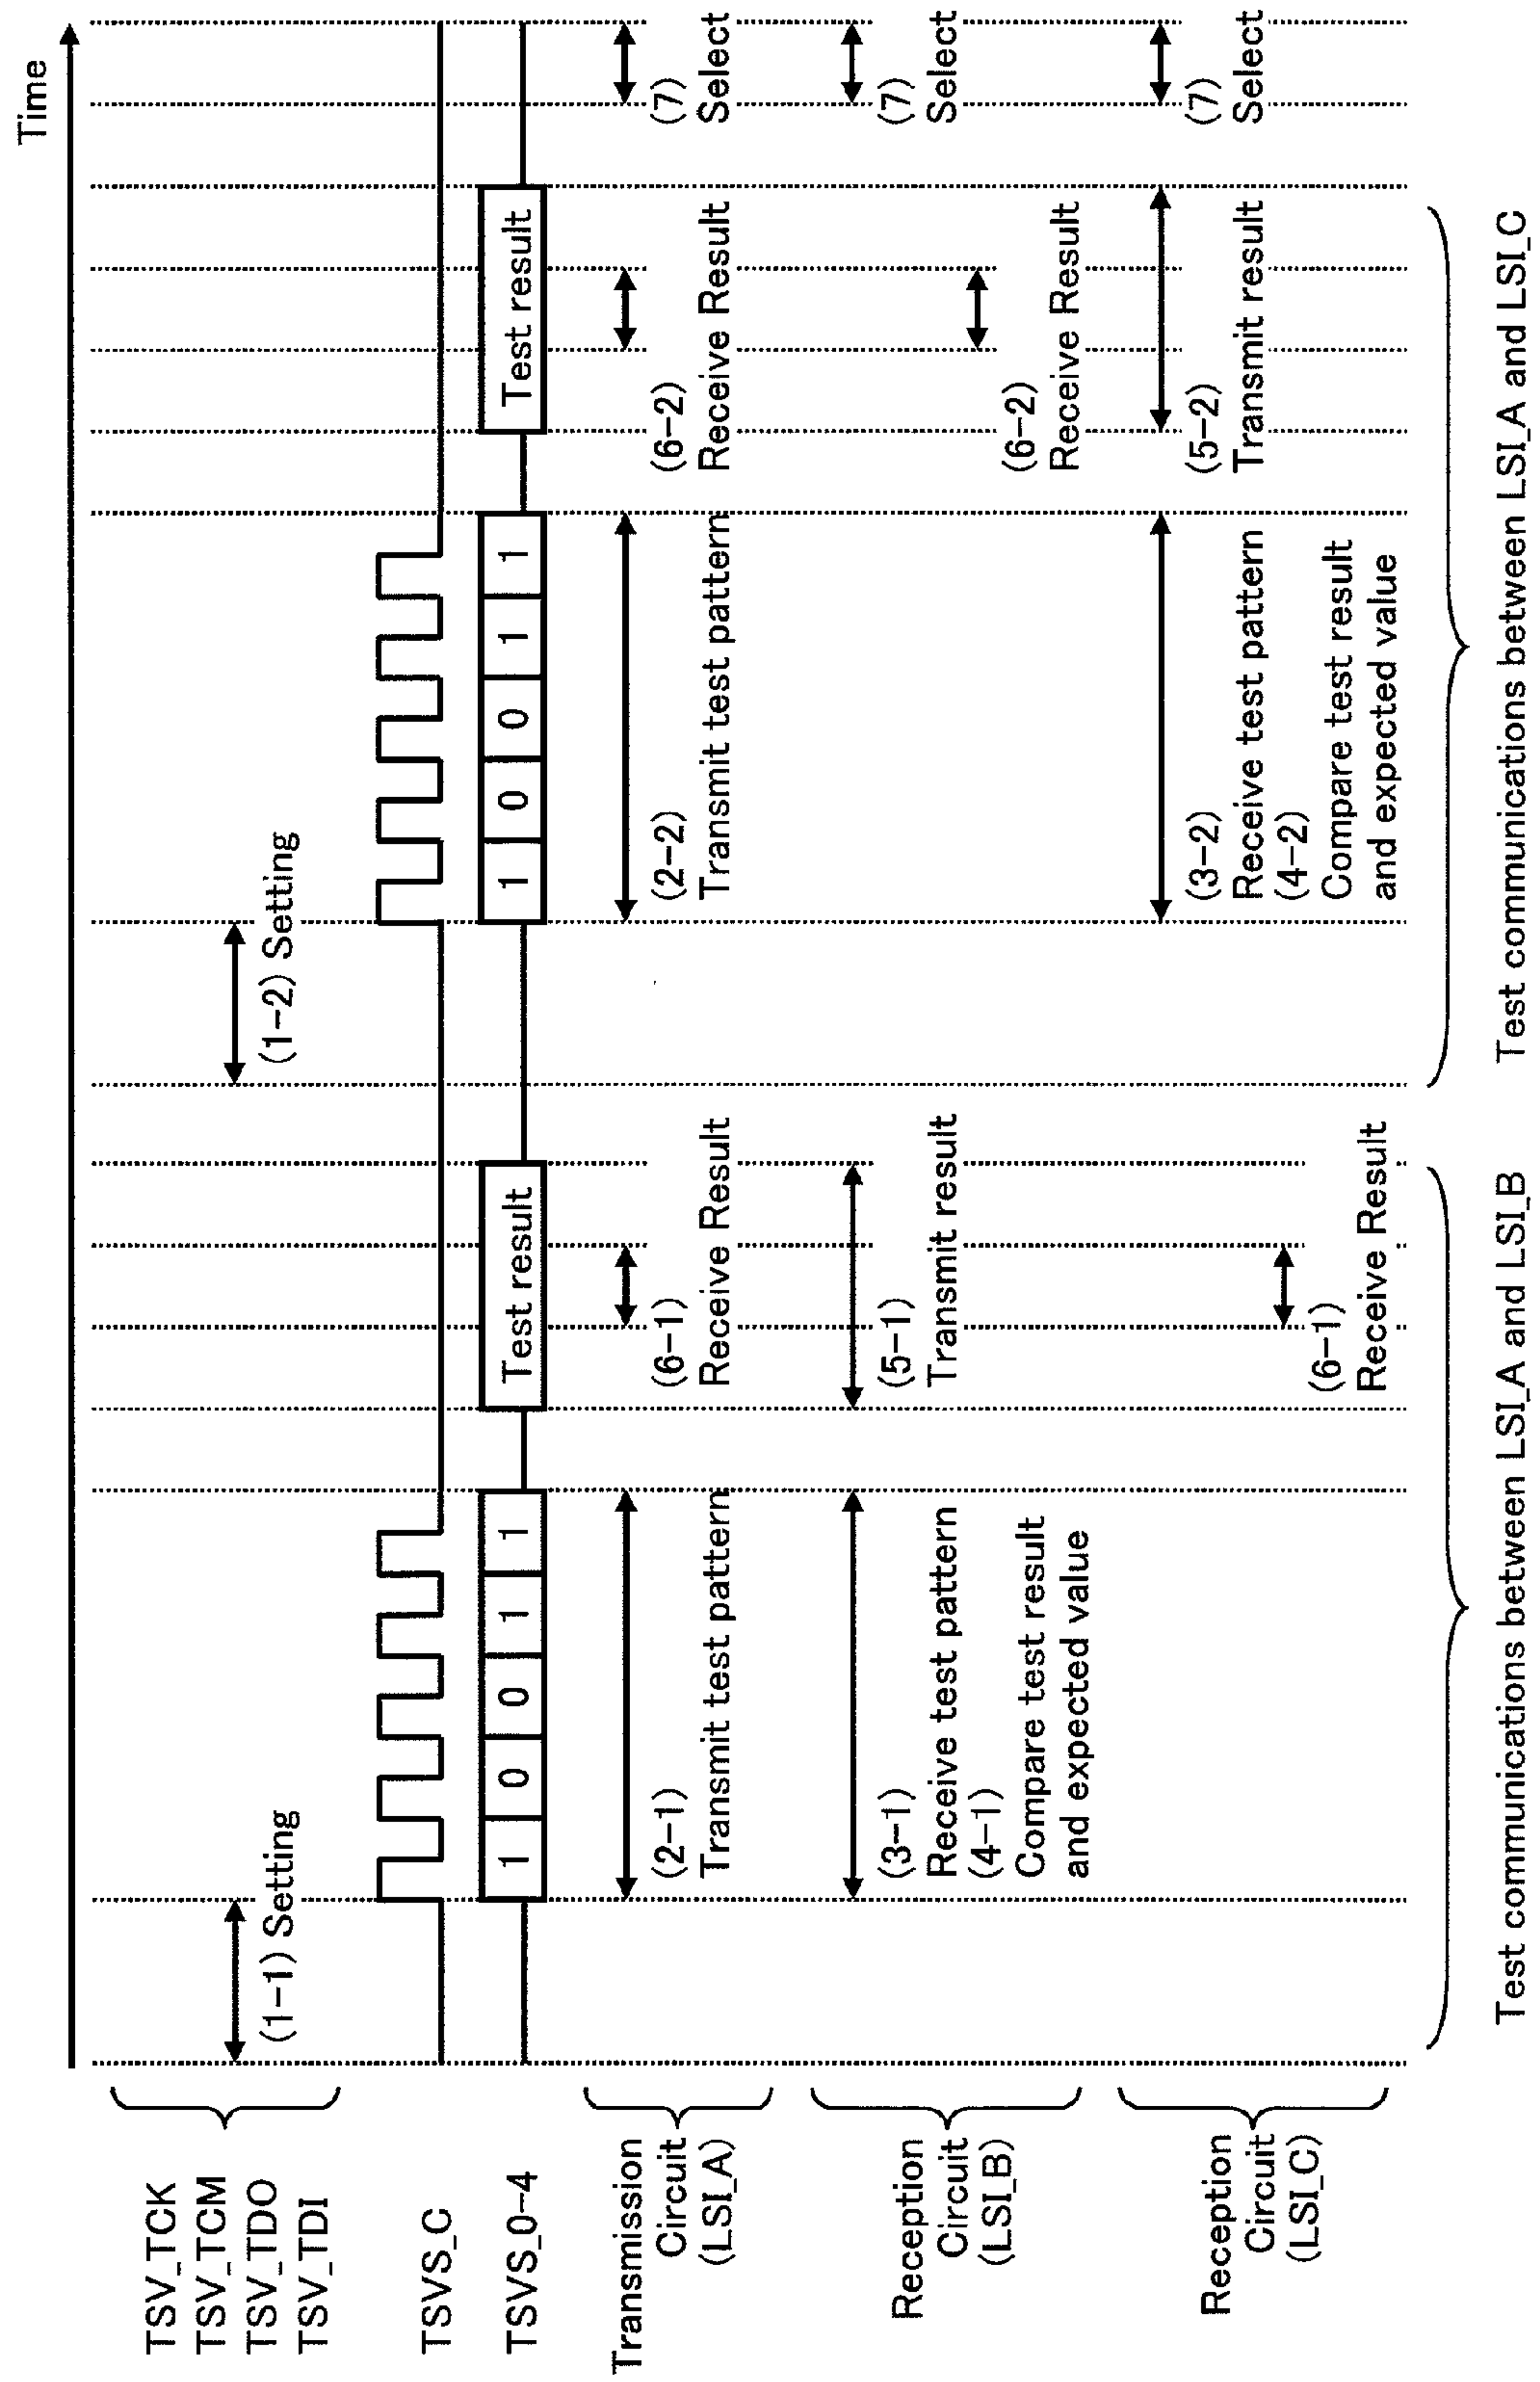 Time
TSV_TCK
TSV_TCM
TSV_TDO
TSV_TDI
(1-1) Setting
(1-2) Setting
TSVS_C
TSVS_0-4
1
0
0
1
1
Test result
1
0
0
1
1
Test result
Transmission
Circuit
(LSI_A)
(2-1)
Transmit test pattern
(6-1)
Receive Result
(2-2)
Transmit test pattern
(6-2)
Receive Result
(7)
Select
Reception
Circuit
(LSI_B)
(3-1)
Receive test pattern
(4-1)
Compare test result
and expected value
(5-1)
Transmit result
(6-2)
Receive Result
(7)
Select
Reception
Circuit
(LSI_C)
(6-1)
Receive Result
(3-2)
Receive test pattern
(4-2)
Compare test result
and expected value
(5-2)
Transmit result
(7)
Select
Test communications between LSI_A and LSI_B
Test communications between LSI_A and LSI_C